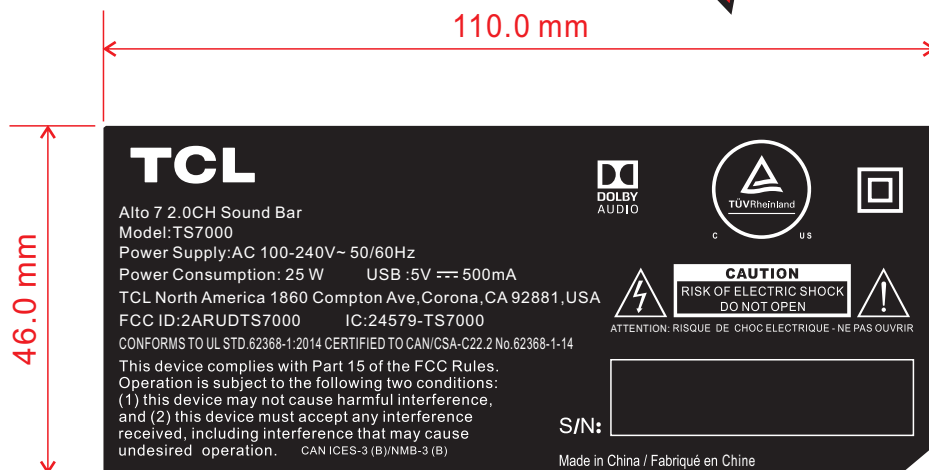 110.0 mm
46.0 mm
TCL
DOLBY
AUDIO
TÜVRheinland
C US
Alto 7 2.0CH Sound Bar
Model:TS7000
Power Supply:AC 100-240V~ 50/60Hz
Power Consumption: 25 W USB :5V ⎓ 500mA
TCL North America 1860 Compton Ave,Corona,CA 92881,USA
FCC ID:2ARUDTS7000 IC:24579-TS7000
CONFORMS TO UL STD.62368-1:2014 CERTIFIED TO CAN/CSA-C22.2 No.62368-1-14
CAUTION
RISK OF ELECTRIC SHOCK
DO NOT OPEN
ATTENTION: RISQUE DE CHOC ELECTRIQUE - NE PAS OUVRIR
This device complies with Part 15 of the FCC Rules.
Operation is subject to the following two conditions:
(1) this device may not cause harmful interference,
and (2) this device must accept any interference
received, including interference that may cause
undesired operation. CAN ICES-3 (B)/NMB-3 (B)
S/N:
Made in China / Fabriqué en Chine